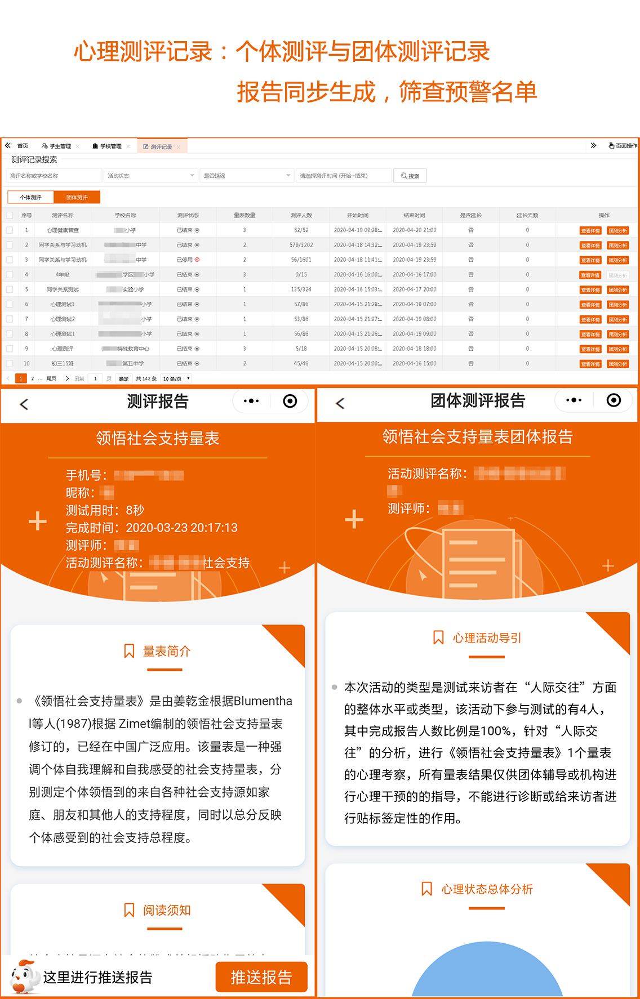 心理测评记录：个体测评与团体测评记录
报告同步生成，筛查预警名单
首页 学生管理 × 学校管理 × 测评记录 × 页面操作
测评记录搜索
测评名称或学校名称 活动状态 是否延迟 请选择测评时间 (开始~结束) 搜索
个体测评 团体测评
序号 测评名称 学校名称 测评状态 量表数量 测评人数 开始时间 结束时间 是否延长 延长天数 操作
1 心理健康普查 小学 已结束 3 52/52 2020-04-19 09:28:... 2020-04-20 21:00 否 0 查看详情 团测分析
2 同学关系与学习动机 中学 已结束 2 579/3202 2020-04-18 14:32:... 2020-04-19 23:59 否 0 查看详情 团测分析
3 同学关系与学习动机 中学 已停用 2 56/1601 2020-04-18 11:41:... 2020-04-19 23:59 否 0 查看详情 团测分析
4 4年级 学区 小学 已结束 3 0/15 2020-04-16 16:00:... 2020-04-16 17:00 否 0 查看详情 团测分析
5 同学关系测试 实验小学 已结束 1 135/324 2020-04-16 15:03:... 2020-04-17 20:00 否 0 查看详情 团测分析
6 心理测试3 小学 已结束 1 57/86 2020-04-15 21:28:... 2020-04-19 07:00 否 0 查看详情 团测分析
7 心理测试2 小学 已结束 1 53/86 2020-04-15 21:27:... 2020-04-19 08:00 否 0 查看详情 团测分析
8 心理测试1 小学 已结束 1 56/86 2020-04-15 21:26:... 2020-04-19 09:00 否 0 查看详情 团测分析
9 心理测评 特殊教育中心 已结束 3 5/18 2020-04-15 20:08:... 2020-04-18 18:00 否 0 查看详情 团测分析
10 初三15班 第五中学 已结束 2 45/46 2020-04-15 20:00:... 2020-04-16 15:00 否 0 查看详情 团测分析
1 2 ... 尾页 到第 1 页 确定 共 142 条 10 条/页
测评报告
领悟社会支持量表
手机号：
昵称：
测试用时：8秒
完成时间：2020-03-23 20:17:13
测评师：
活动测评名称： 社会支持
量表简介
《领悟社会支持量表》是由姜乾金根据Blumentha
l等人(1987)根据 Zimet编制的领悟社会支持量表
修订的，已经在中国广泛应用。该量表是一种强
调个体自我理解和自我感受的社会支持量表，分
别测定个体领悟到的来自各种社会支持源如家
庭、朋友和其他人的支持程度，同时以总分反映
个体感受到的社会支持总程度。
阅读须知
这里进行推送报告
推送报告
团体测评报告
领悟社会支持量表团体报告
活动测评名称：
测评师：
心理活动导引
本次活动的类型是测试来访者在“人际交往”方面
的整体水平或类型，该活动下参与测试的有4人，
其中完成报告人数比例是100%，针对“人际交
往”的分析，进行《领悟社会支持量表》1个量表
的心理考察，所有量表结果仅供团体辅导或机构进
行心理干预的的指导，不能进行诊断或给来访者进
行贴标签定性的作用。
心理状态总体分析